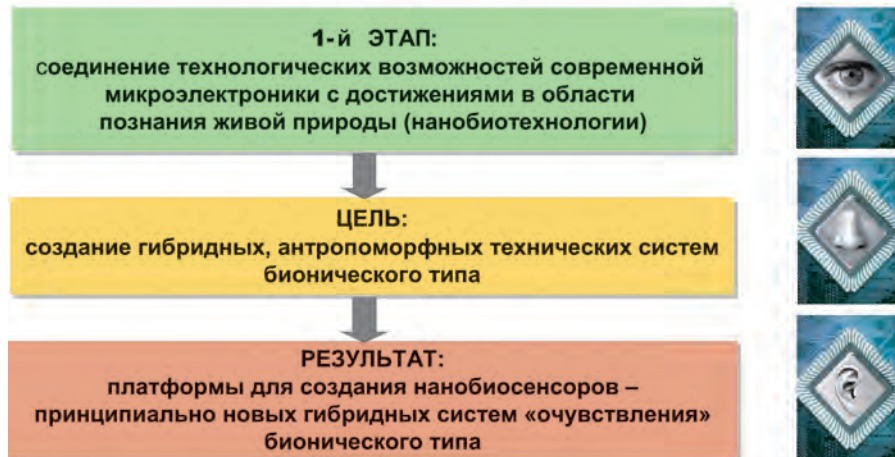 1-й ЭТАП:
соединение технологических возможностей современной
микроэлектроники с достижениями в области
познания живой природы (нанобиотехнологии)
ЦЕЛЬ:
создание гибридных, антропоморфных технических систем
бионического типа
РЕЗУЛЬТАТ:
платформы для создания нанобиосенсоров –
принципиально новых гибридных систем «очувствления»
бионического типа